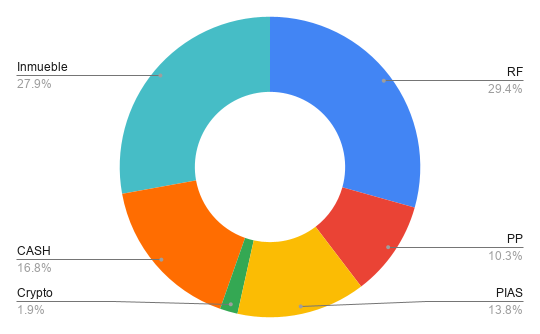 Inmueble
27.9%
RF
29.4%
PP
10.3%
CASH
16.8%
Crypto
1.9%
PIAS
13.8%